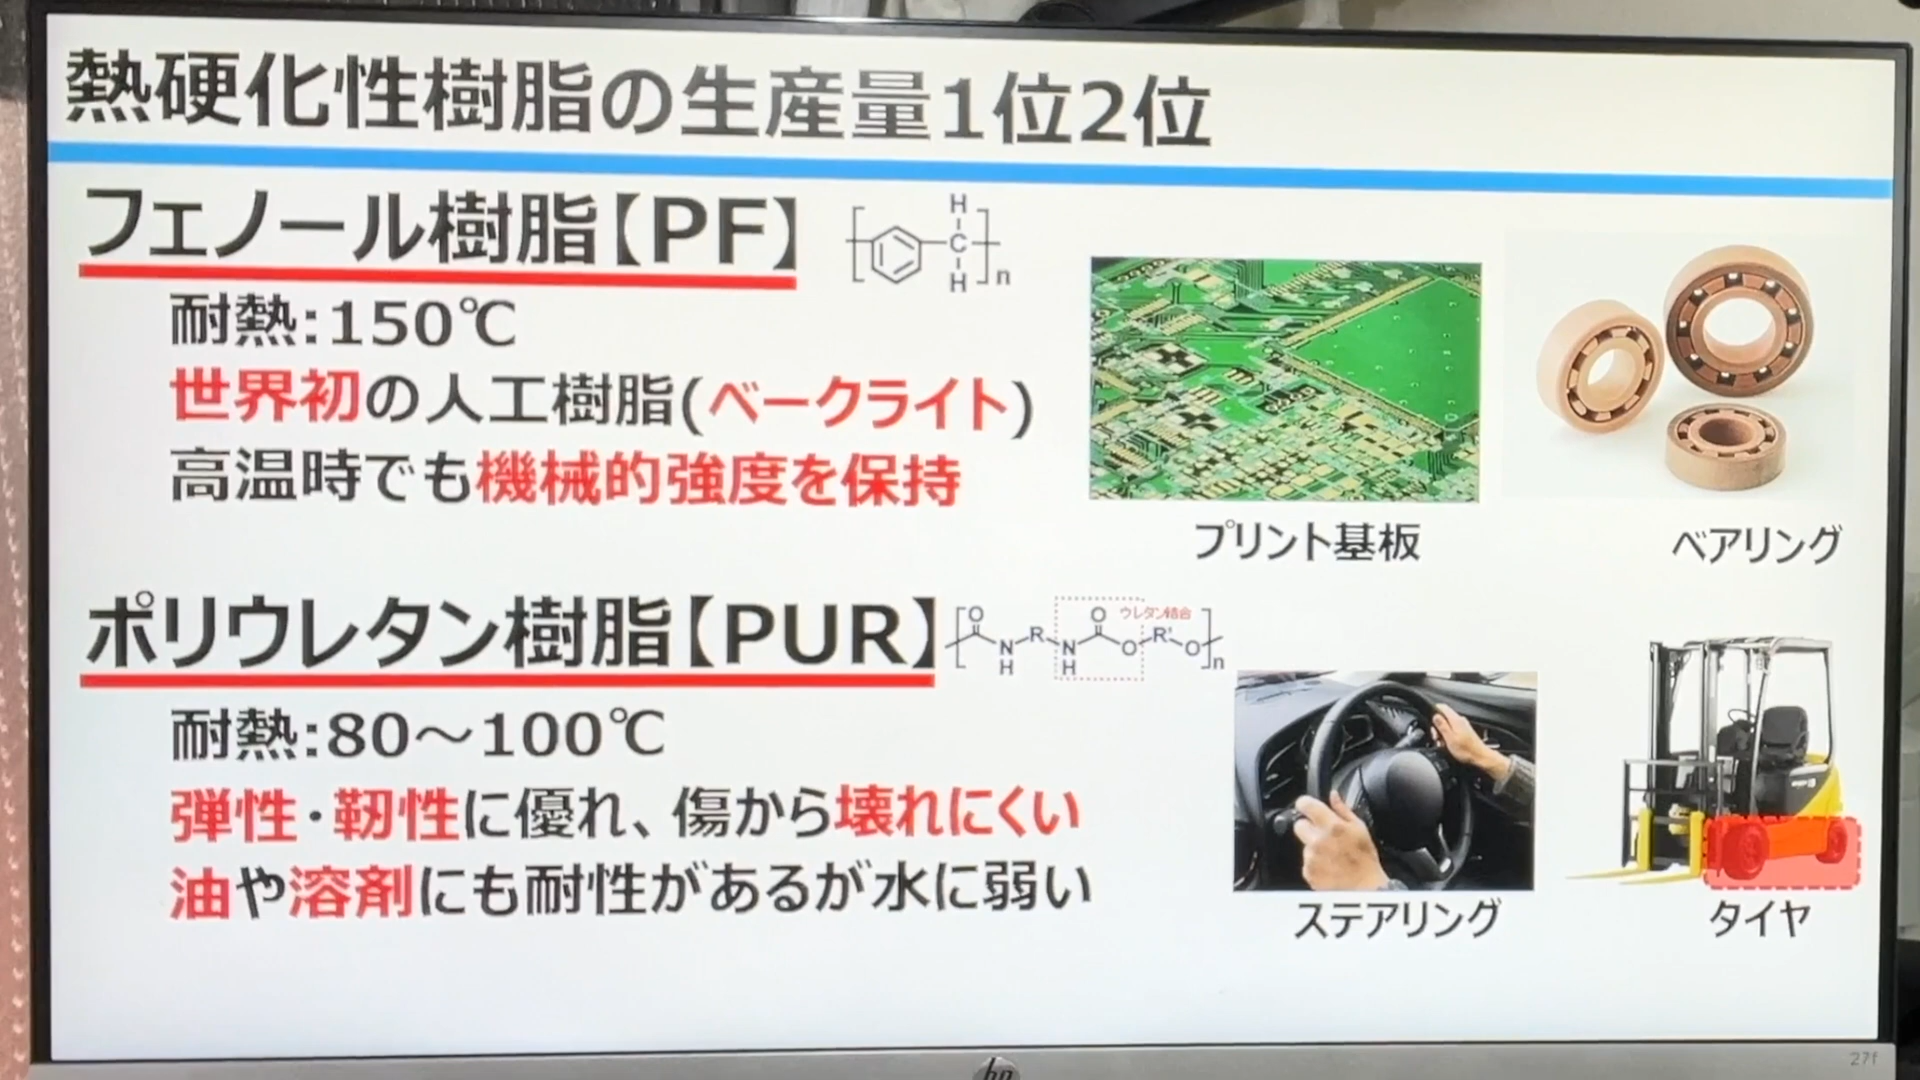 熱硬化性樹脂の生産量1位2位
フェノール樹脂【PF】
H
C
H
n
耐熱:150℃
世界初の人工樹脂(ベークライト)
高温時でも機械的強度を保持
プリント基板
ベアリング
ポリウレタン樹脂【PUR】
O
N
H
R
N
H
O
ウレタン結合
O
R'
O
n
耐熱:80～100℃
弾性・靭性に優れ、傷から壊れにくい
油や溶剤にも耐性があるが水に弱い
ステアリング
タイヤ
hp
27f